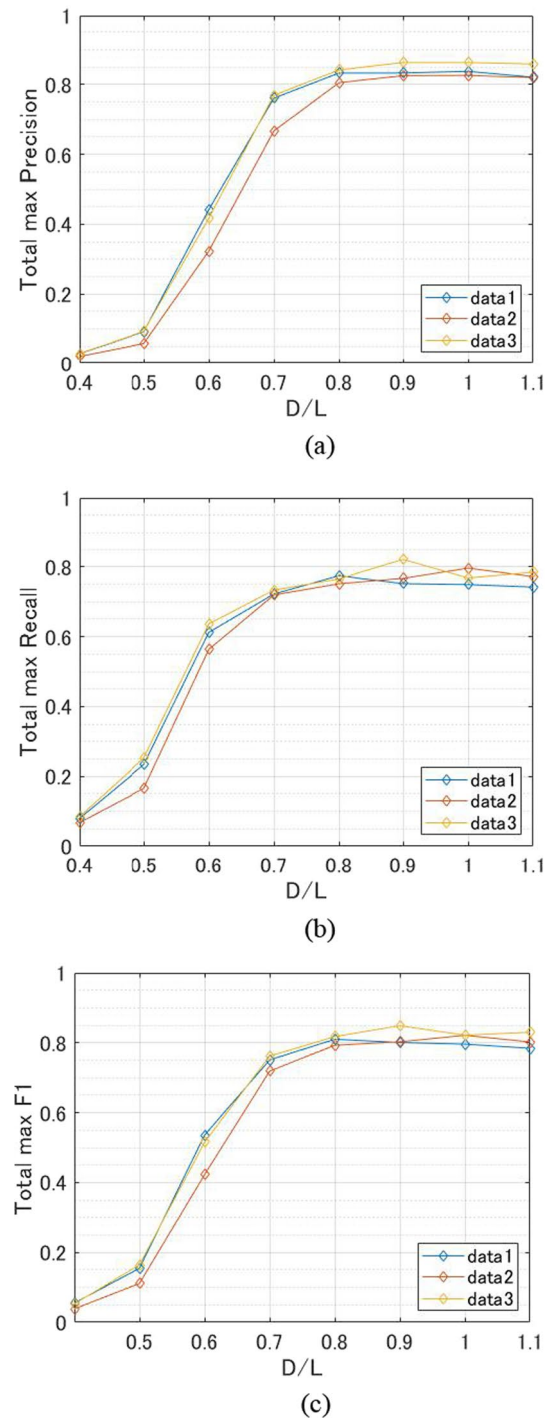 1
0.8
0.6
0.4
0.2
0
Total max Precision
data1
data2
data3
0.4 0.5 0.6 0.7 0.8 0.9 1 1.1
D/L
(a)
1
0.8
0.6
0.4
0.2
0
Total max Recall
data1
data2
data3
0.4 0.5 0.6 0.7 0.8 0.9 1 1.1
D/L
(b)
1
0.8
0.6
0.4
0.2
0
Total max F1
data1
data2
data3
0.5 0.6 0.7 0.8 0.9 1 1.1
D/L
(c)